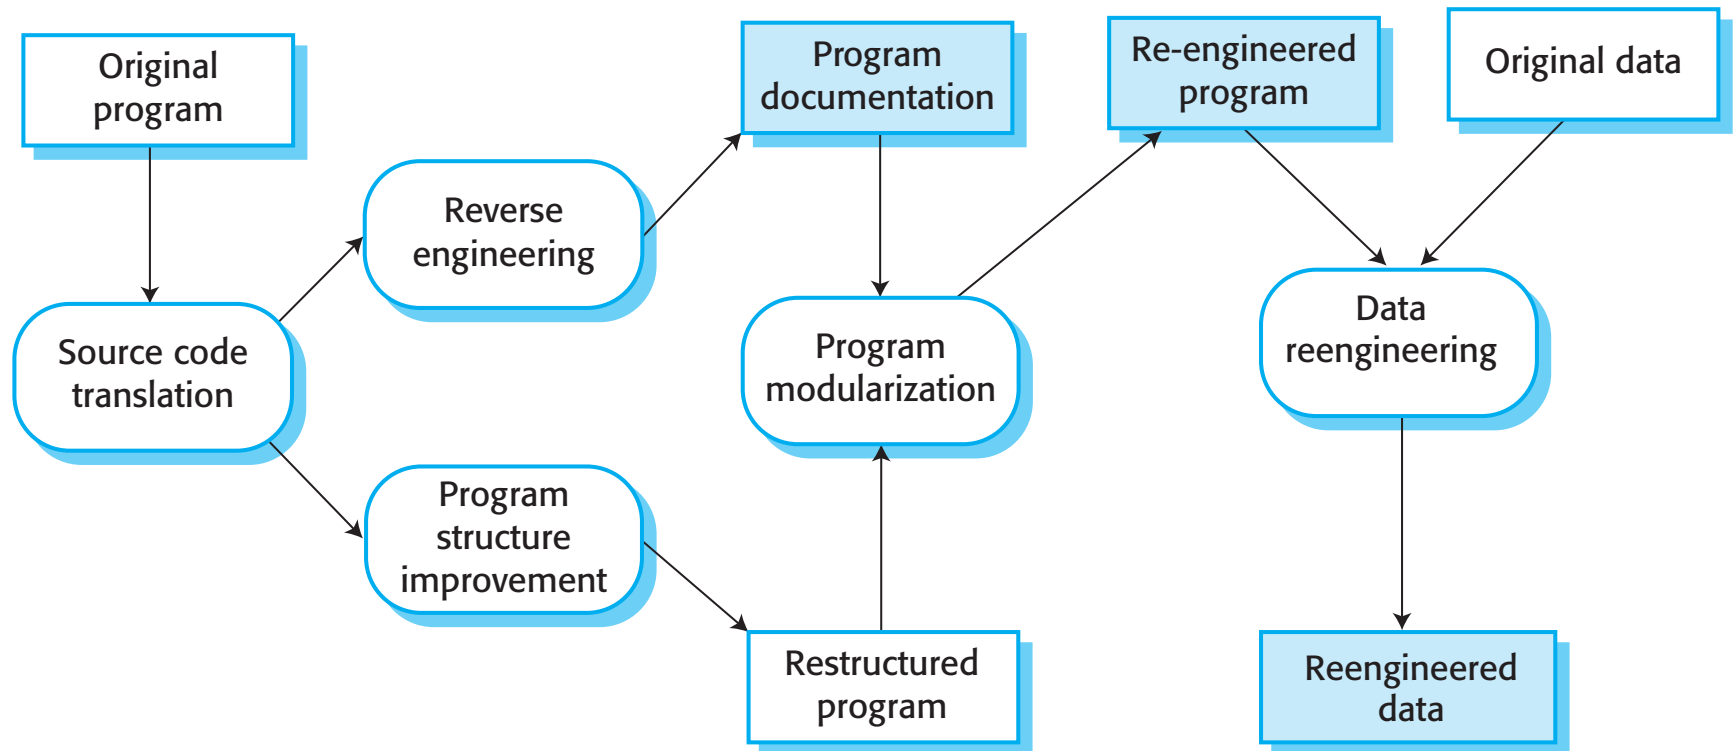 Original
program
Program
documentation
Re-engineered
program
Original data
Reverse
engineering
Source code
translation
Program
modularization
Data
reengineering
Program
structure
improvement
Restructured
program
Reengineered
data